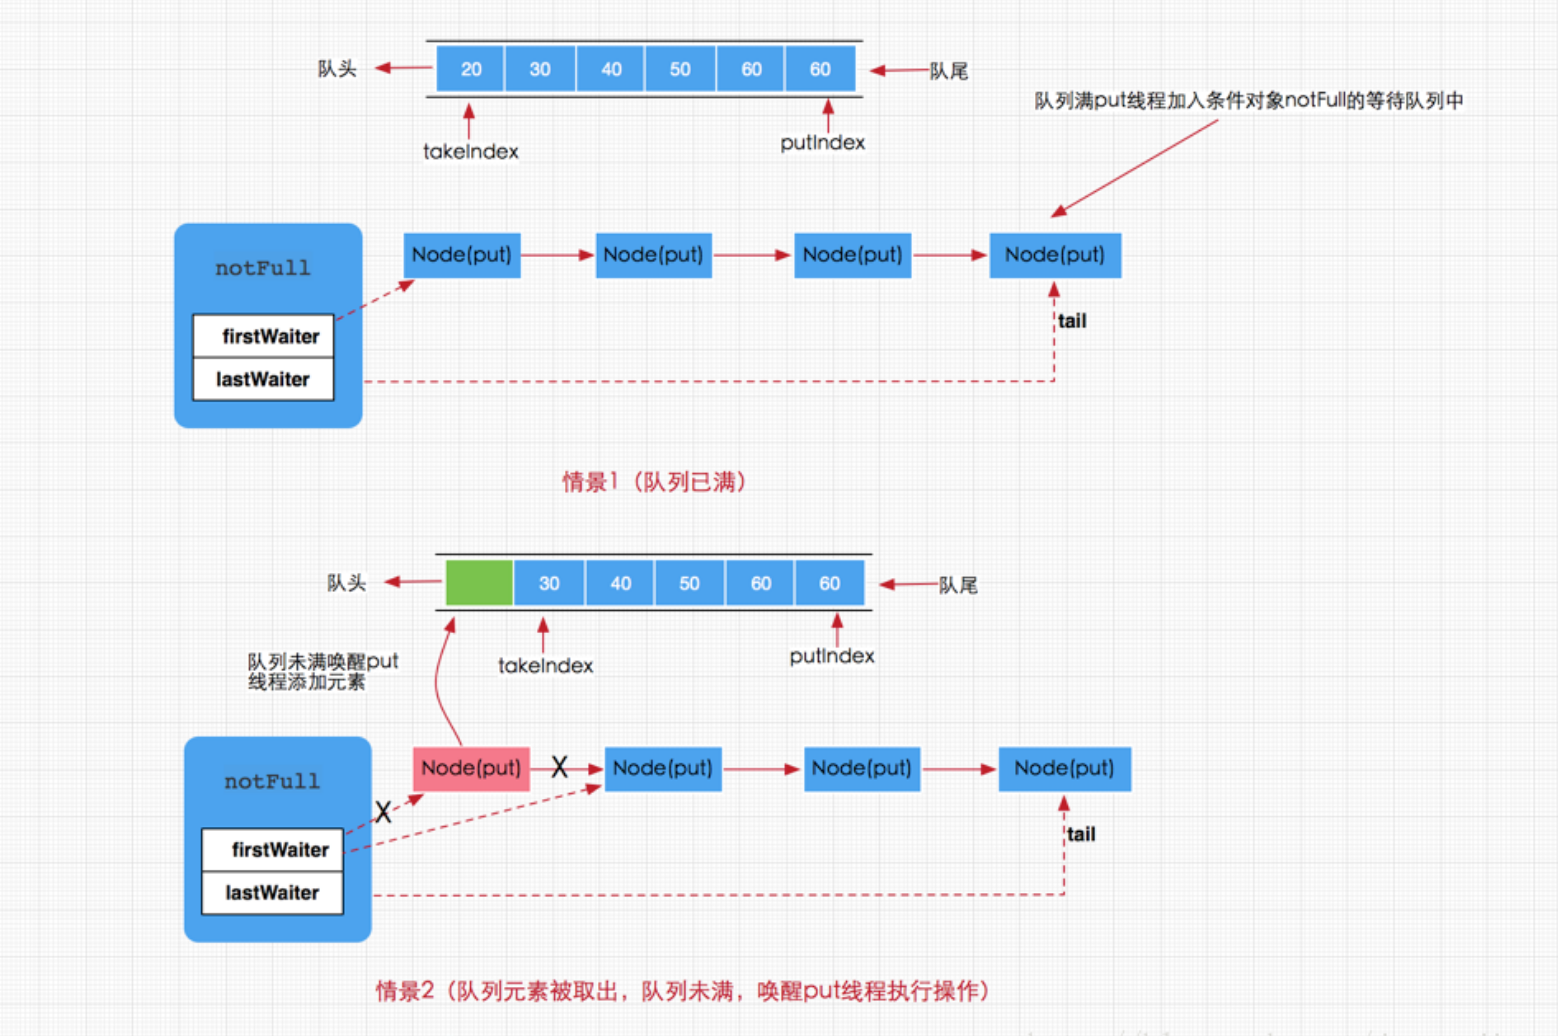 队头
20 30 40 50 60 60
队尾
takeIndex
putIndex
队列满put线程加入条件对象notFull的等待队列中
notFull
firstWaiter
lastWaiter
Node(put) Node(put) Node(put) Node(put)
tail
情景1（队列已满）
队头
30 40 50 60 60
队尾
takeIndex
putIndex
队列未满唤醒put
线程添加元素
notFull
firstWaiter
lastWaiter
Node(put) X Node(put) Node(put) Node(put)
X
tail
情景2（队列元素被取出，队列未满，唤醒put线程执行操作）